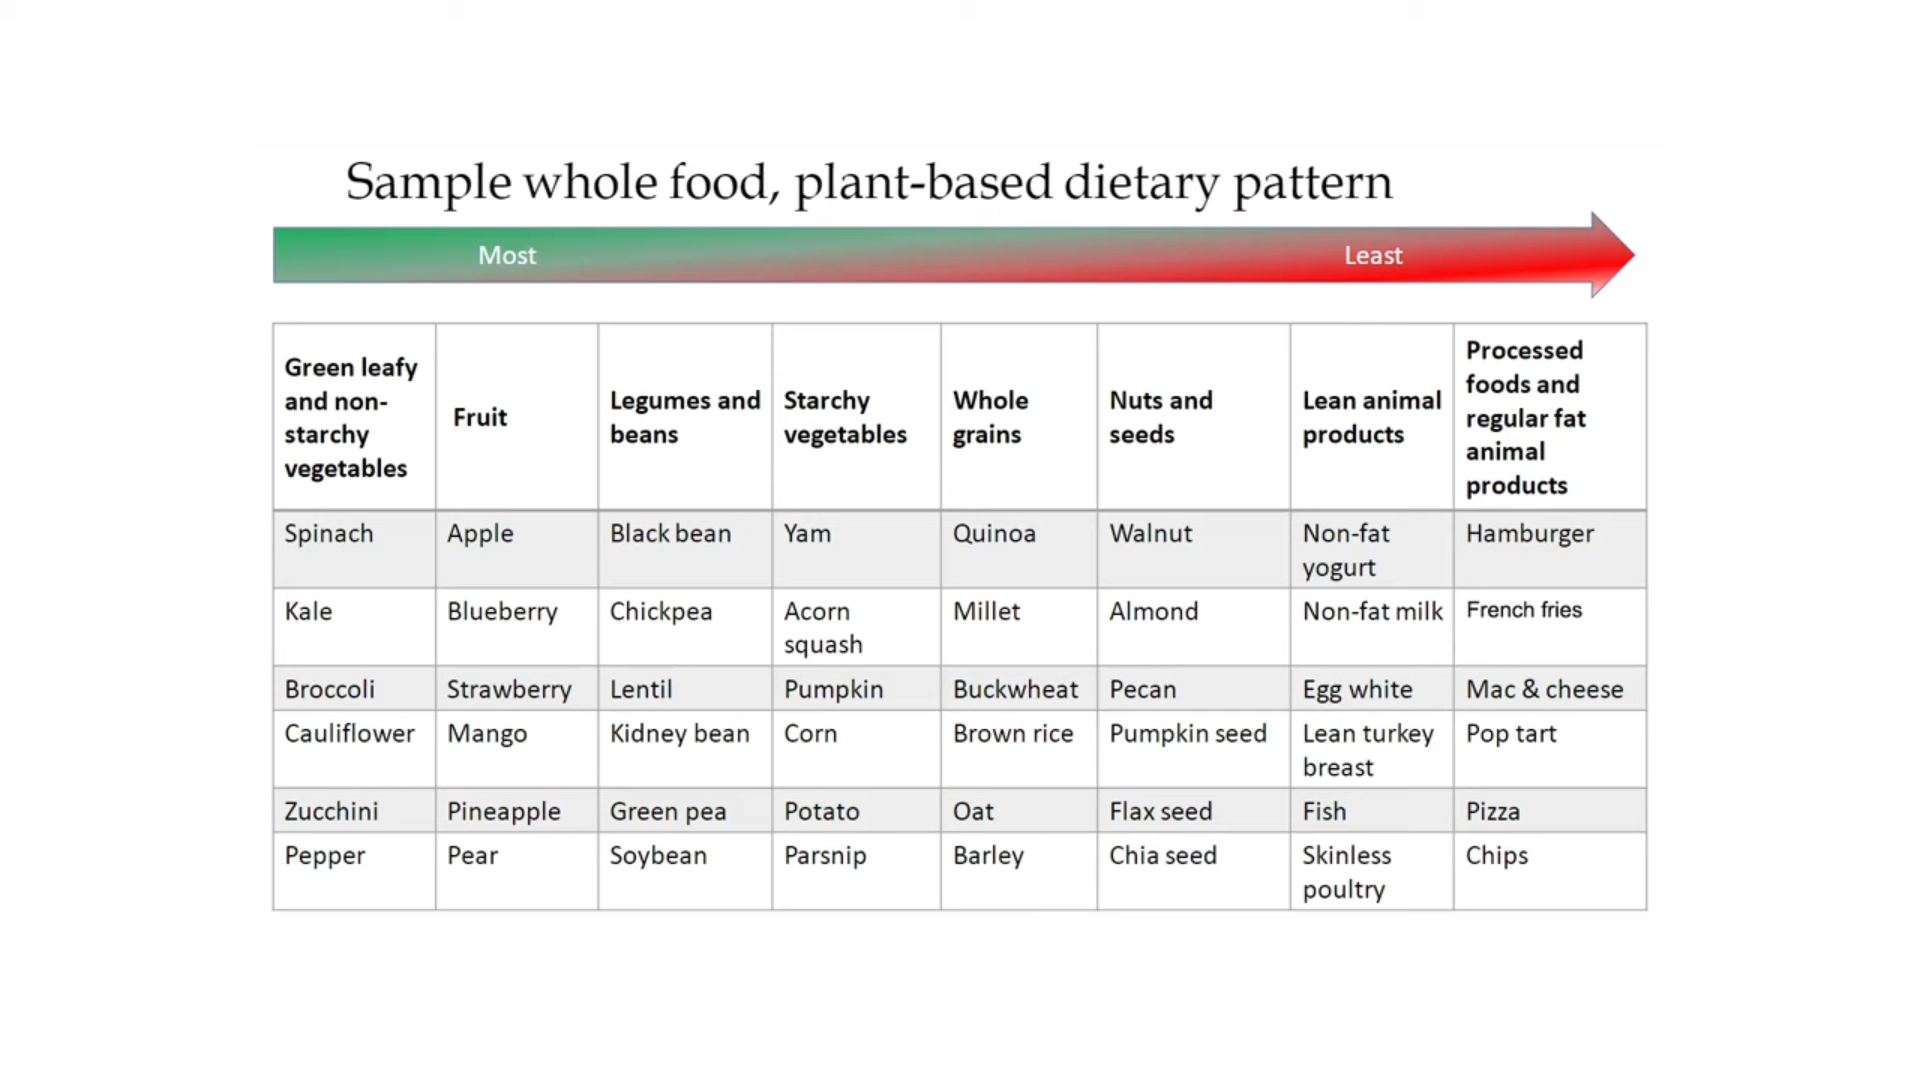 Sample whole food, plant-based dietary pattern
Most Least
Green leafy and non-starchy vegetables Fruit Legumes and beans Starchy vegetables Whole grains Nuts and seeds Lean animal products Processed foods and regular fat animal products
Spinach Apple Black bean Yam Quinoa Walnut Non-fat yogurt Hamburger
Kale Blueberry Chickpea Acorn squash Millet Almond Non-fat milk French fries
Broccoli Strawberry Lentil Pumpkin Buckwheat Pecan Egg white Mac & cheese
Cauliflower Mango Kidney bean Corn Brown rice Pumpkin seed Lean turkey breast Pop tart
Zucchini Pineapple Green pea Potato Oat Flax seed Fish Pizza
Pepper Pear Soybean Parsnip Barley Chia seed Skinless poultry Chips